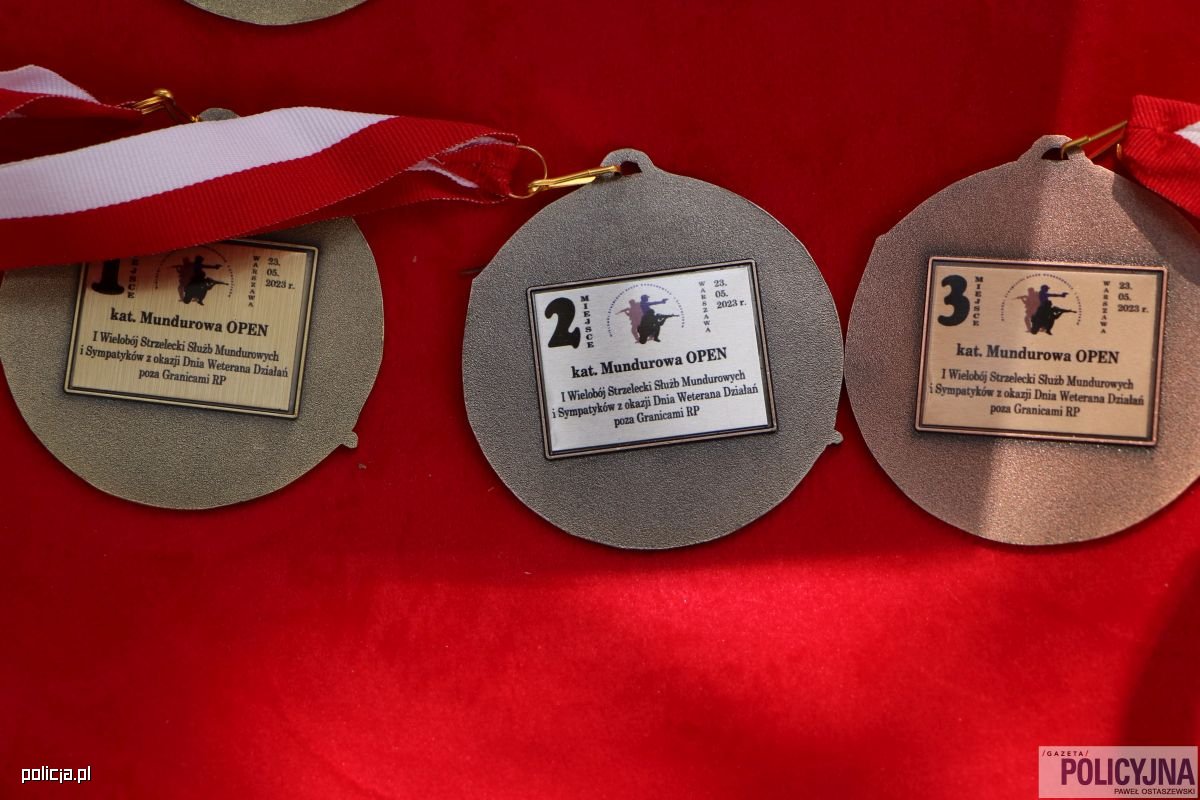 1
MIEJSCE
WARSZAWA
23.
05.
2023 r.
kat. Mundurowa OPEN
I Wielobój Strzelecki Służb Mundurowych
i Sympatyków z okazji Dnia Weterana Działań
poza Granicami RP
2
MIEJSCE
WARSZAWA
23.
05.
2023 r.
kat. Mundurowa OPEN
I Wielobój Strzelecki Służb Mundurowych
i Sympatyków z okazji Dnia Weterana Działań
poza Granicami RP
3
MIEJSCE
WARSZAWA
23.
05.
2023 r.
kat. Mundurowa OPEN
I Wielobój Strzelecki Służb Mundurowych
i Sympatyków z okazji Dnia Weterana Działań
poza Granicami RP
policja.pl
/GAZETA/
POLICYJNA
PAWEŁ OSTASZEWSKI